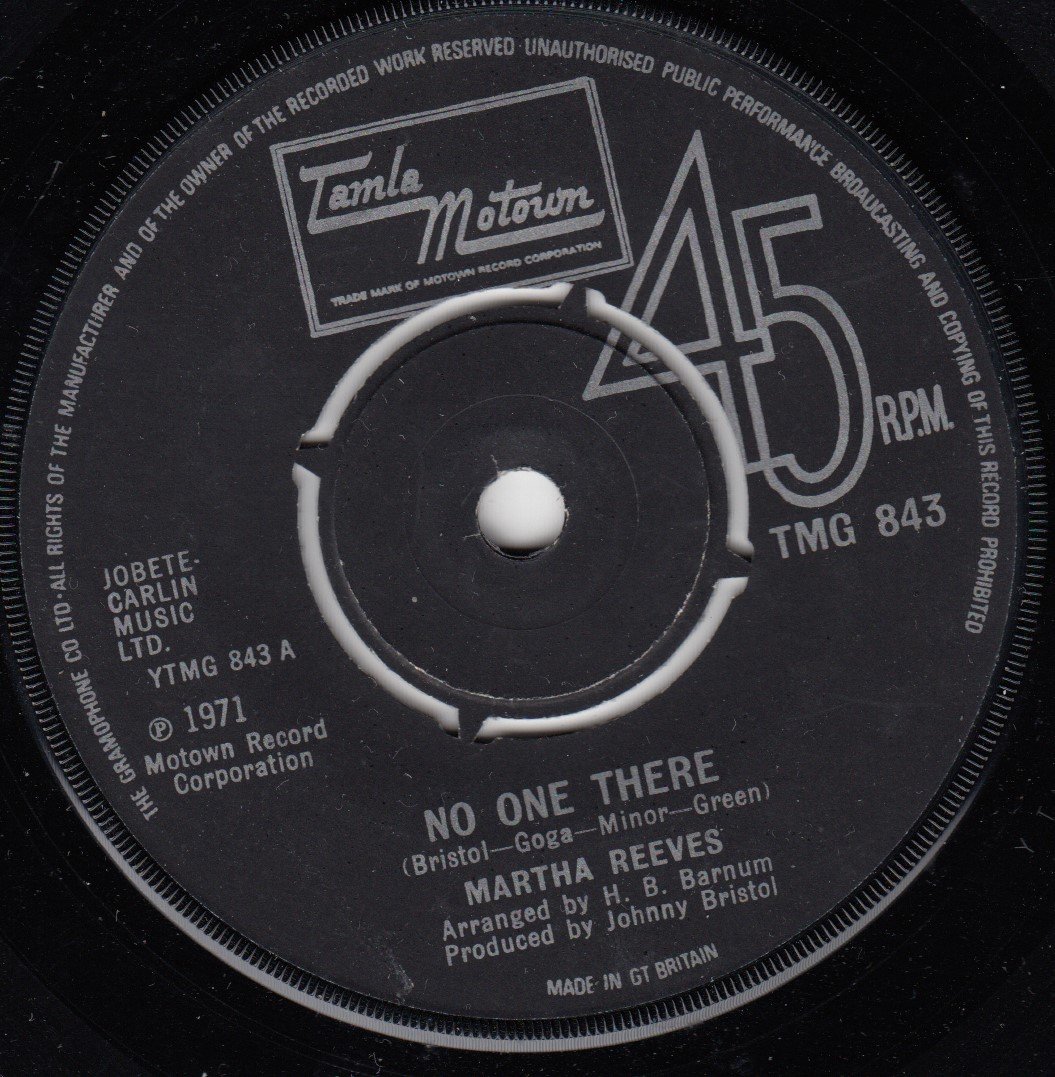 THE GRAMOPHONE CO LTD·ALL RIGHTS OF THE MANUFACTURER AND OF THE OWNER OF THE RECORDED WORK RESERVED·UNAUTHORISED PUBLIC PERFORMANCE BROADCASTING AND COPYING OF THIS RECORD PROHIBITED
Tamla
Motown
TRADE MARK OF MOTOWN RECORD CORPORATION
45
R.P.M.
TMG 843
JOBETE-
CARLIN
MUSIC
LTD.
YTMG 843 A
℗ 1971
Motown Record
Corporation
NO ONE THERE
(Bristol—Goga—Minor—Green)
MARTHA REEVES
Arranged by H. B. Barnum
Produced by Johnny Bristol
MADE IN GT BRITAIN